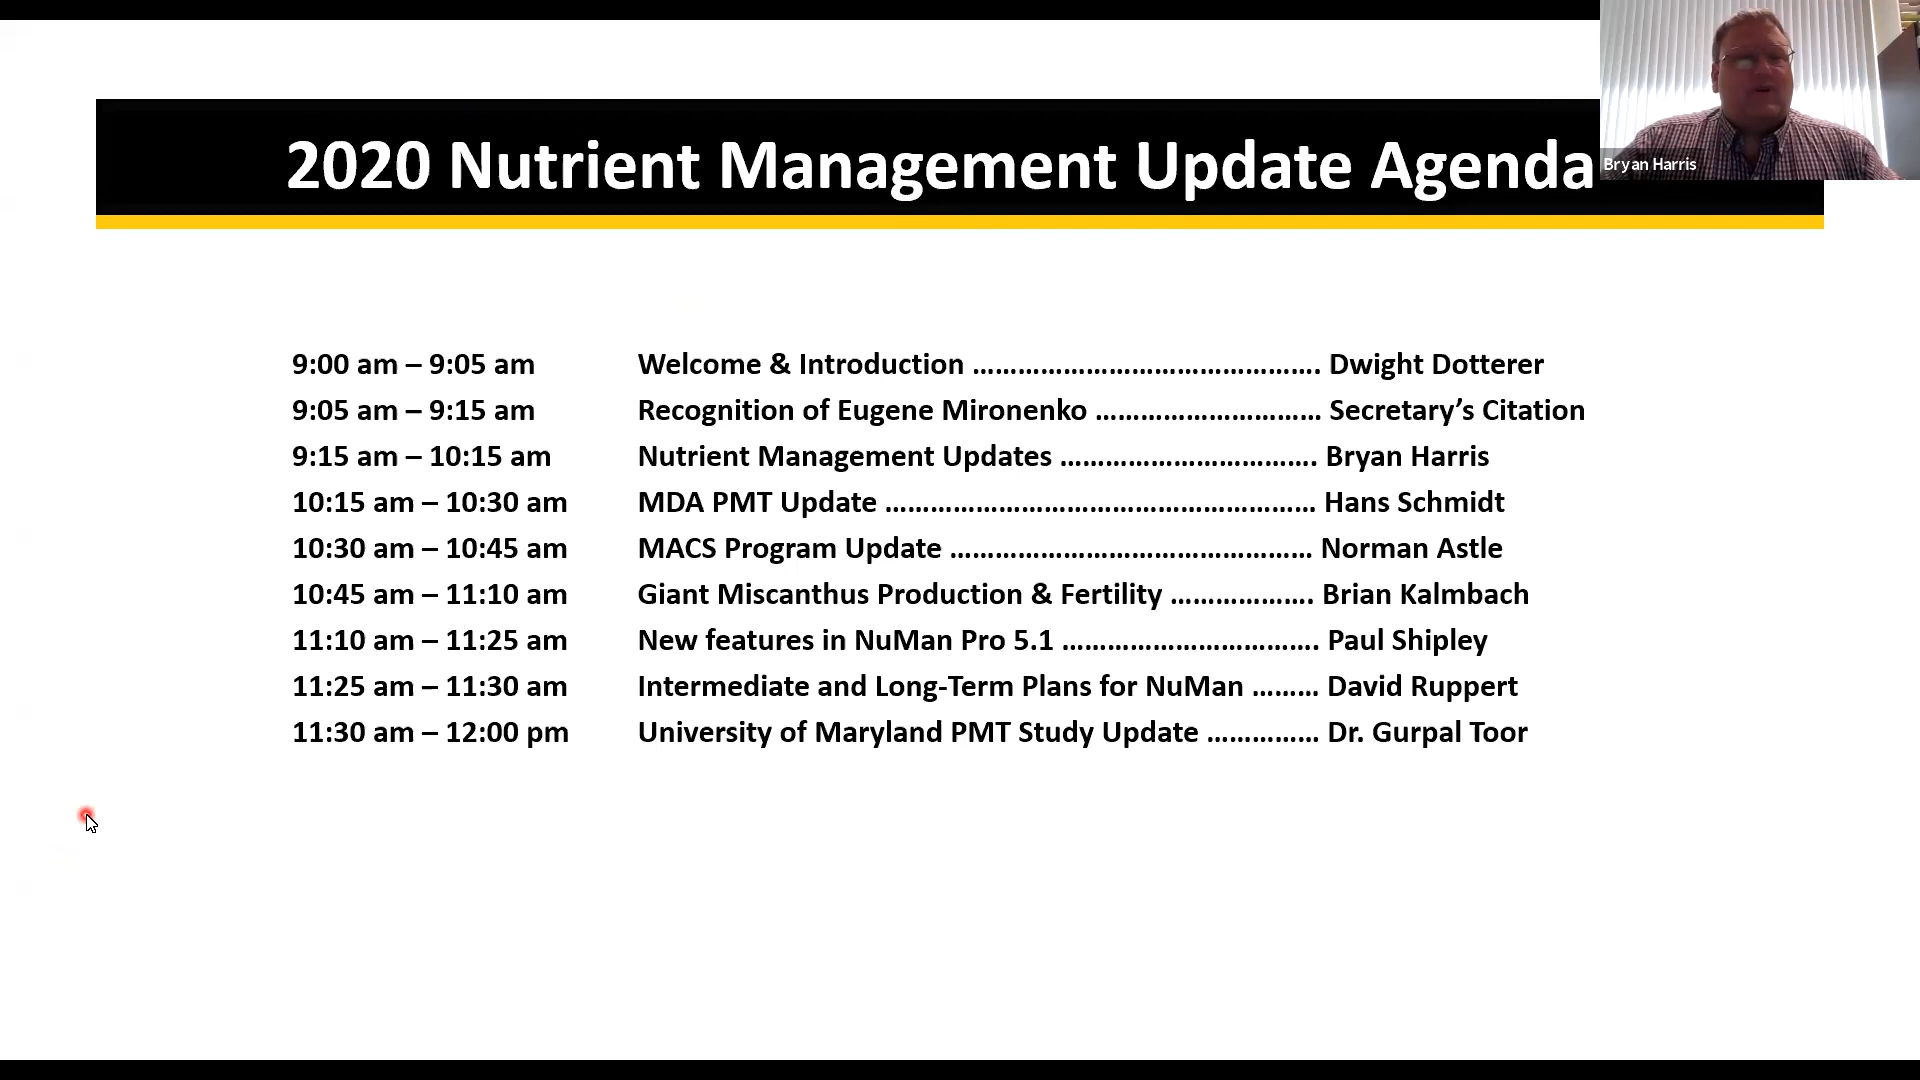 2020 Nutrient Management Update Agenda
Bryan Harris
9:00 am – 9:05 am Welcome & Introduction ………………………………………. Dwight Dotterer
9:05 am – 9:15 am Recognition of Eugene Mironenko ………………………… Secretary’s Citation
9:15 am – 10:15 am Nutrient Management Updates ……………………………. Bryan Harris
10:15 am – 10:30 am MDA PMT Update ………………………………………………… Hans Schmidt
10:30 am – 10:45 am MACS Program Update ………………………………………… Norman Astle
10:45 am – 11:10 am Giant Miscanthus Production & Fertility ………………. Brian Kalmbach
11:10 am – 11:25 am New features in NuMan Pro 5.1 ……………………………. Paul Shipley
11:25 am – 11:30 am Intermediate and Long-Term Plans for NuMan ……… David Ruppert
11:30 am – 12:00 pm University of Maryland PMT Study Update …………… Dr. Gurpal Toor